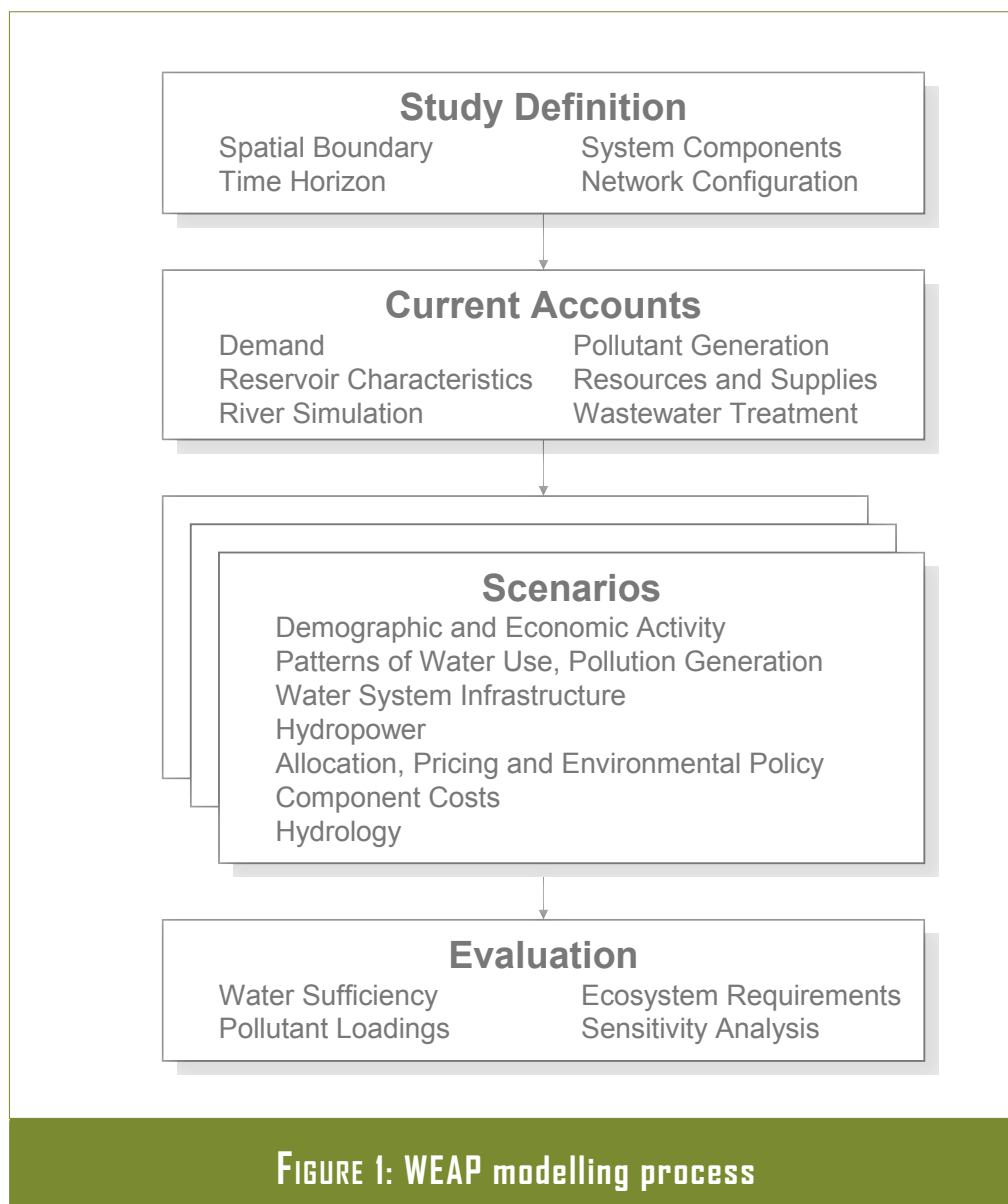 Study Definition
Spatial Boundary
Time Horizon
System Components
Network Configuration
Current Accounts
Demand
Reservoir Characteristics
River Simulation
Pollutant Generation
Resources and Supplies
Wastewater Treatment
Scenarios
Demographic and Economic Activity
Patterns of Water Use, Pollution Generation
Water System Infrastructure
Hydropower
Allocation, Pricing and Environmental Policy
Component Costs
Hydrology
Evaluation
Water Sufficiency
Pollutant Loadings
Ecosystem Requirements
Sensitivity Analysis
FIGURE 1: WEAP modelling process